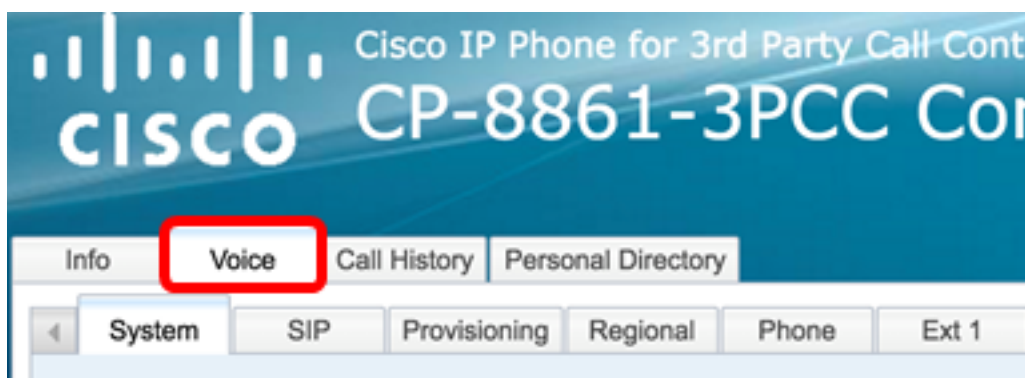 Cisco IP Phone for 3rd Party Call Cont
CISCO CP-8861-3PCC Co
Info Voice Call History Personal Directory
System SIP Provisioning Regional Phone Ext 1